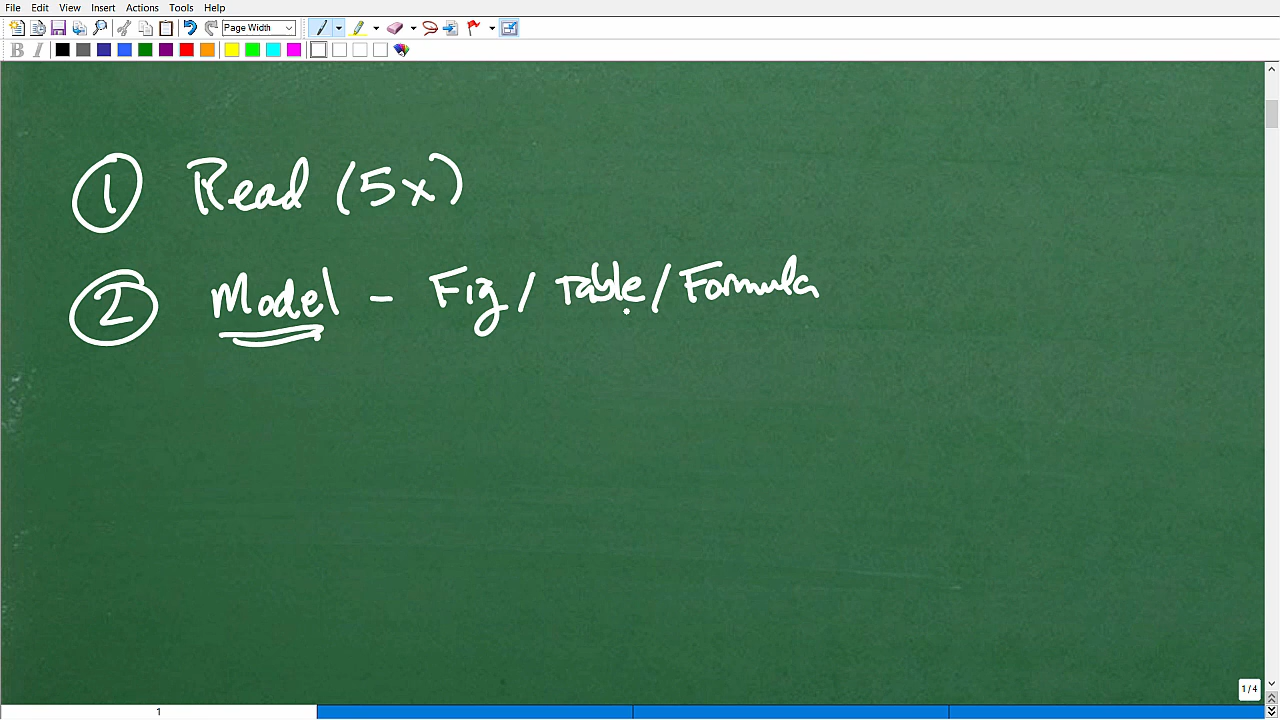 File Edit View Insert Actions Tools Help
Page Width
B I
1 Read (5x)
2 Model - Fig / Table / Formula
1 / 4
1